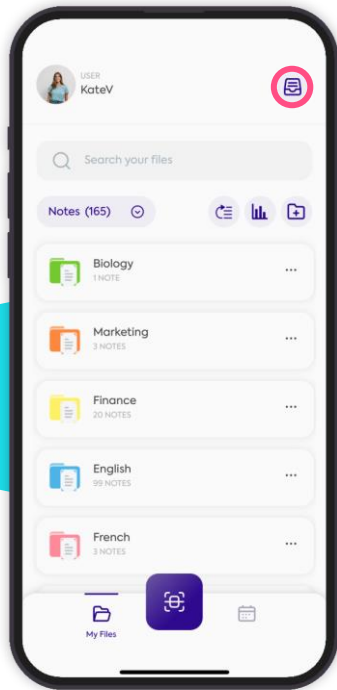 USER
KateV
Search your files
Notes (165)
Biology
1 NOTE
Marketing
3 NOTES
Finance
20 NOTES
English
99 NOTES
French
3 NOTES
My Files